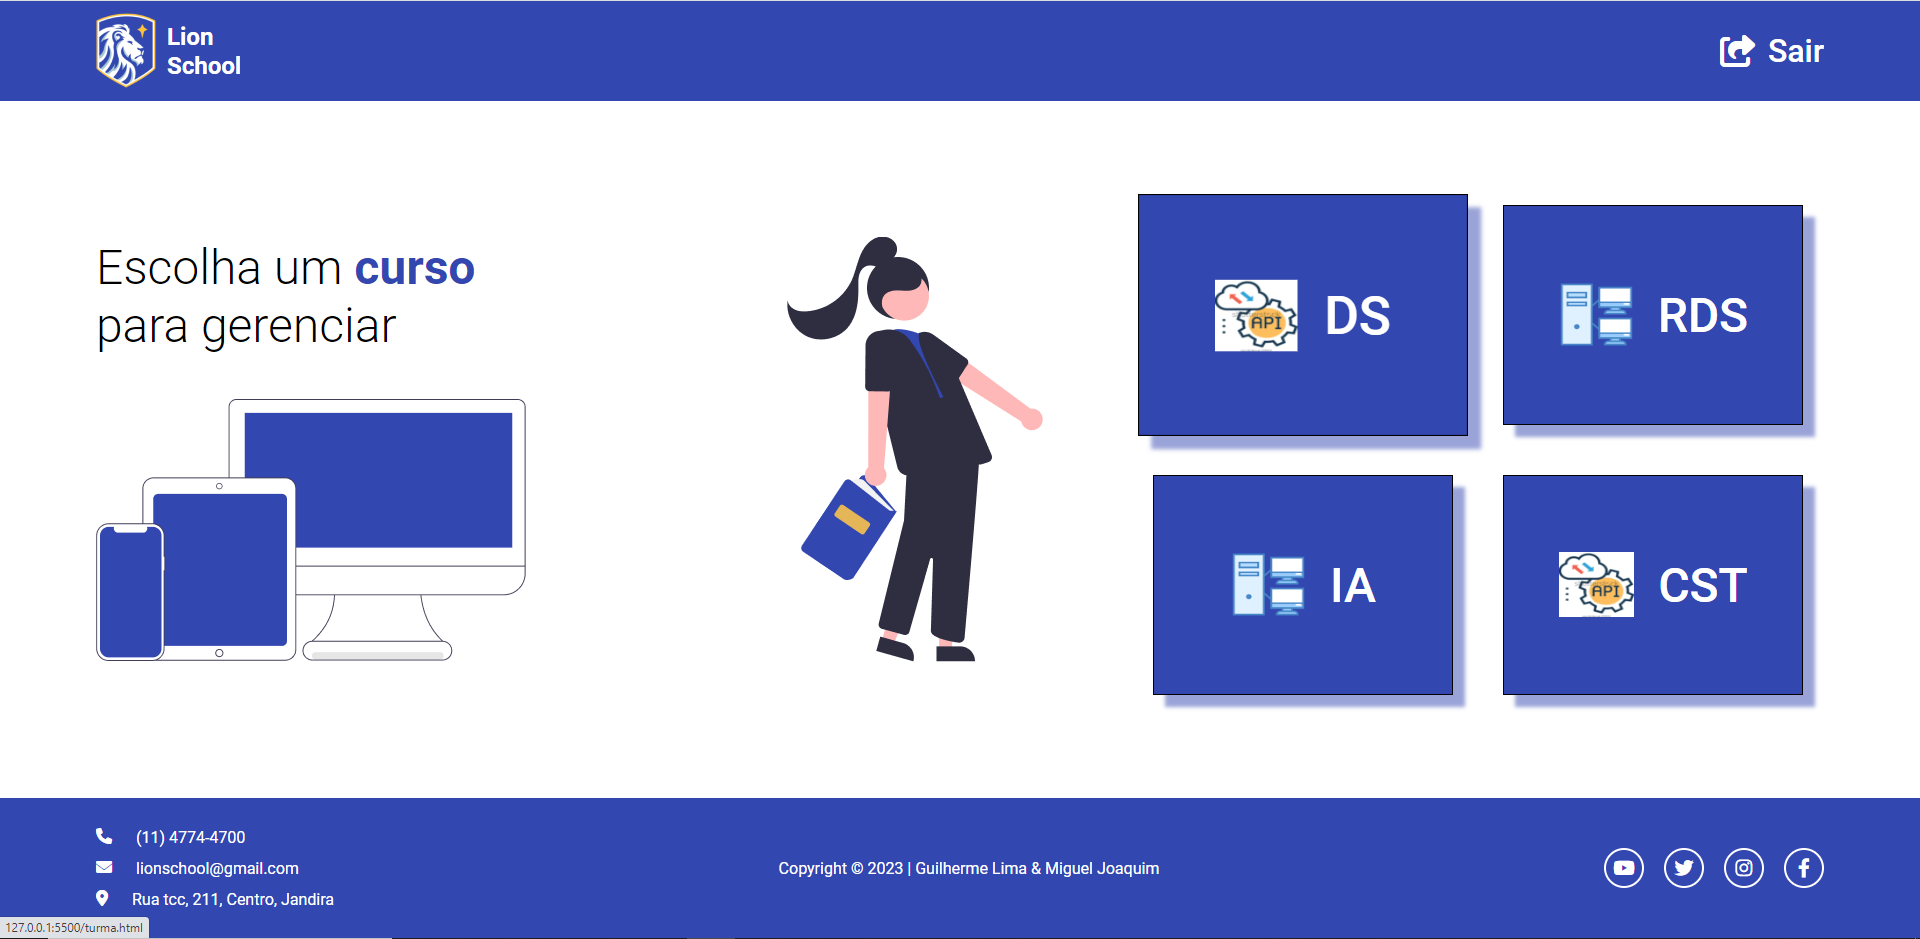 Lion
School
Sair
Escolha um curso
para gerenciar
API
DS
RDS
IA
API
CST
(11) 4774-4700
lionschool@gmail.com
Rua tcc, 211, Centro, Jandira
Copyright © 2023 | Guilherme Lima & Miguel Joaquim
127.0.0.1:5500/turma.html